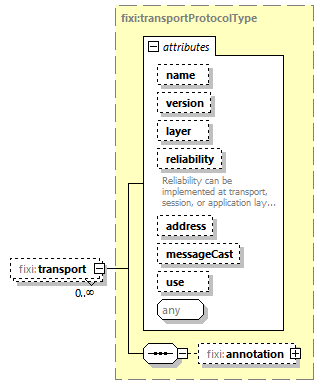 fixi:transportProtocolType
attributes
name
version
layer
reliability
Reliability can be
implemented at transport,
session, or application lay...
address
messageCast
use
any
fixi:transport
0..∞
fixi:annotation